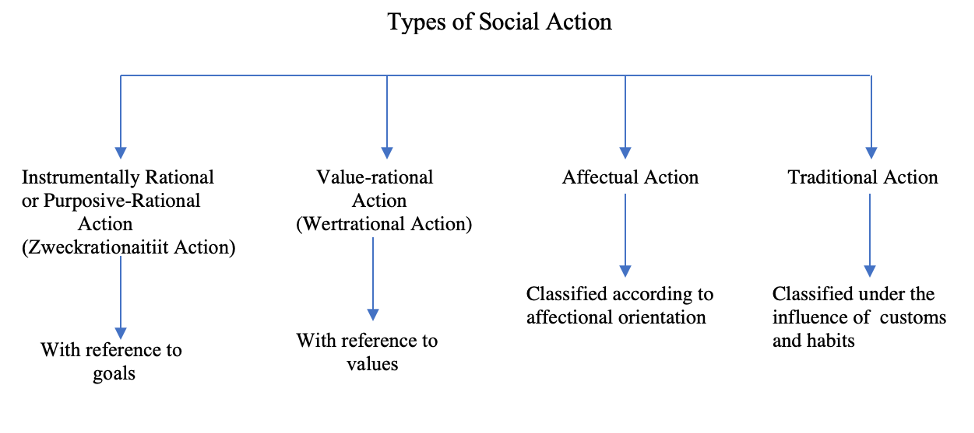 Types of Social Action
Instrumentally Rational
or Purposive-Rational
Action
(Zweckrationaitiit Action)
With reference to
goals
Value-rational
Action
(Wertrational Action)
With reference to
values
Affectual Action
Classified according to
affectional orientation
Traditional Action
Classified under the
influence of customs
and habits